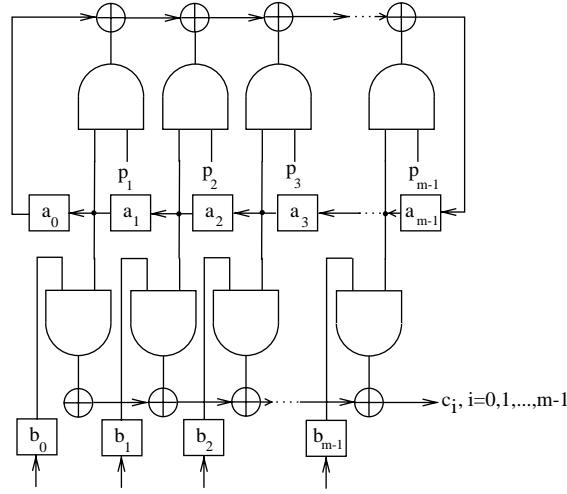 p1 p2 p3 pm-1
a0 a1 a2 a3 am-1
ci, i=0,1,...,m-1
b0 b1 b2 bm-1